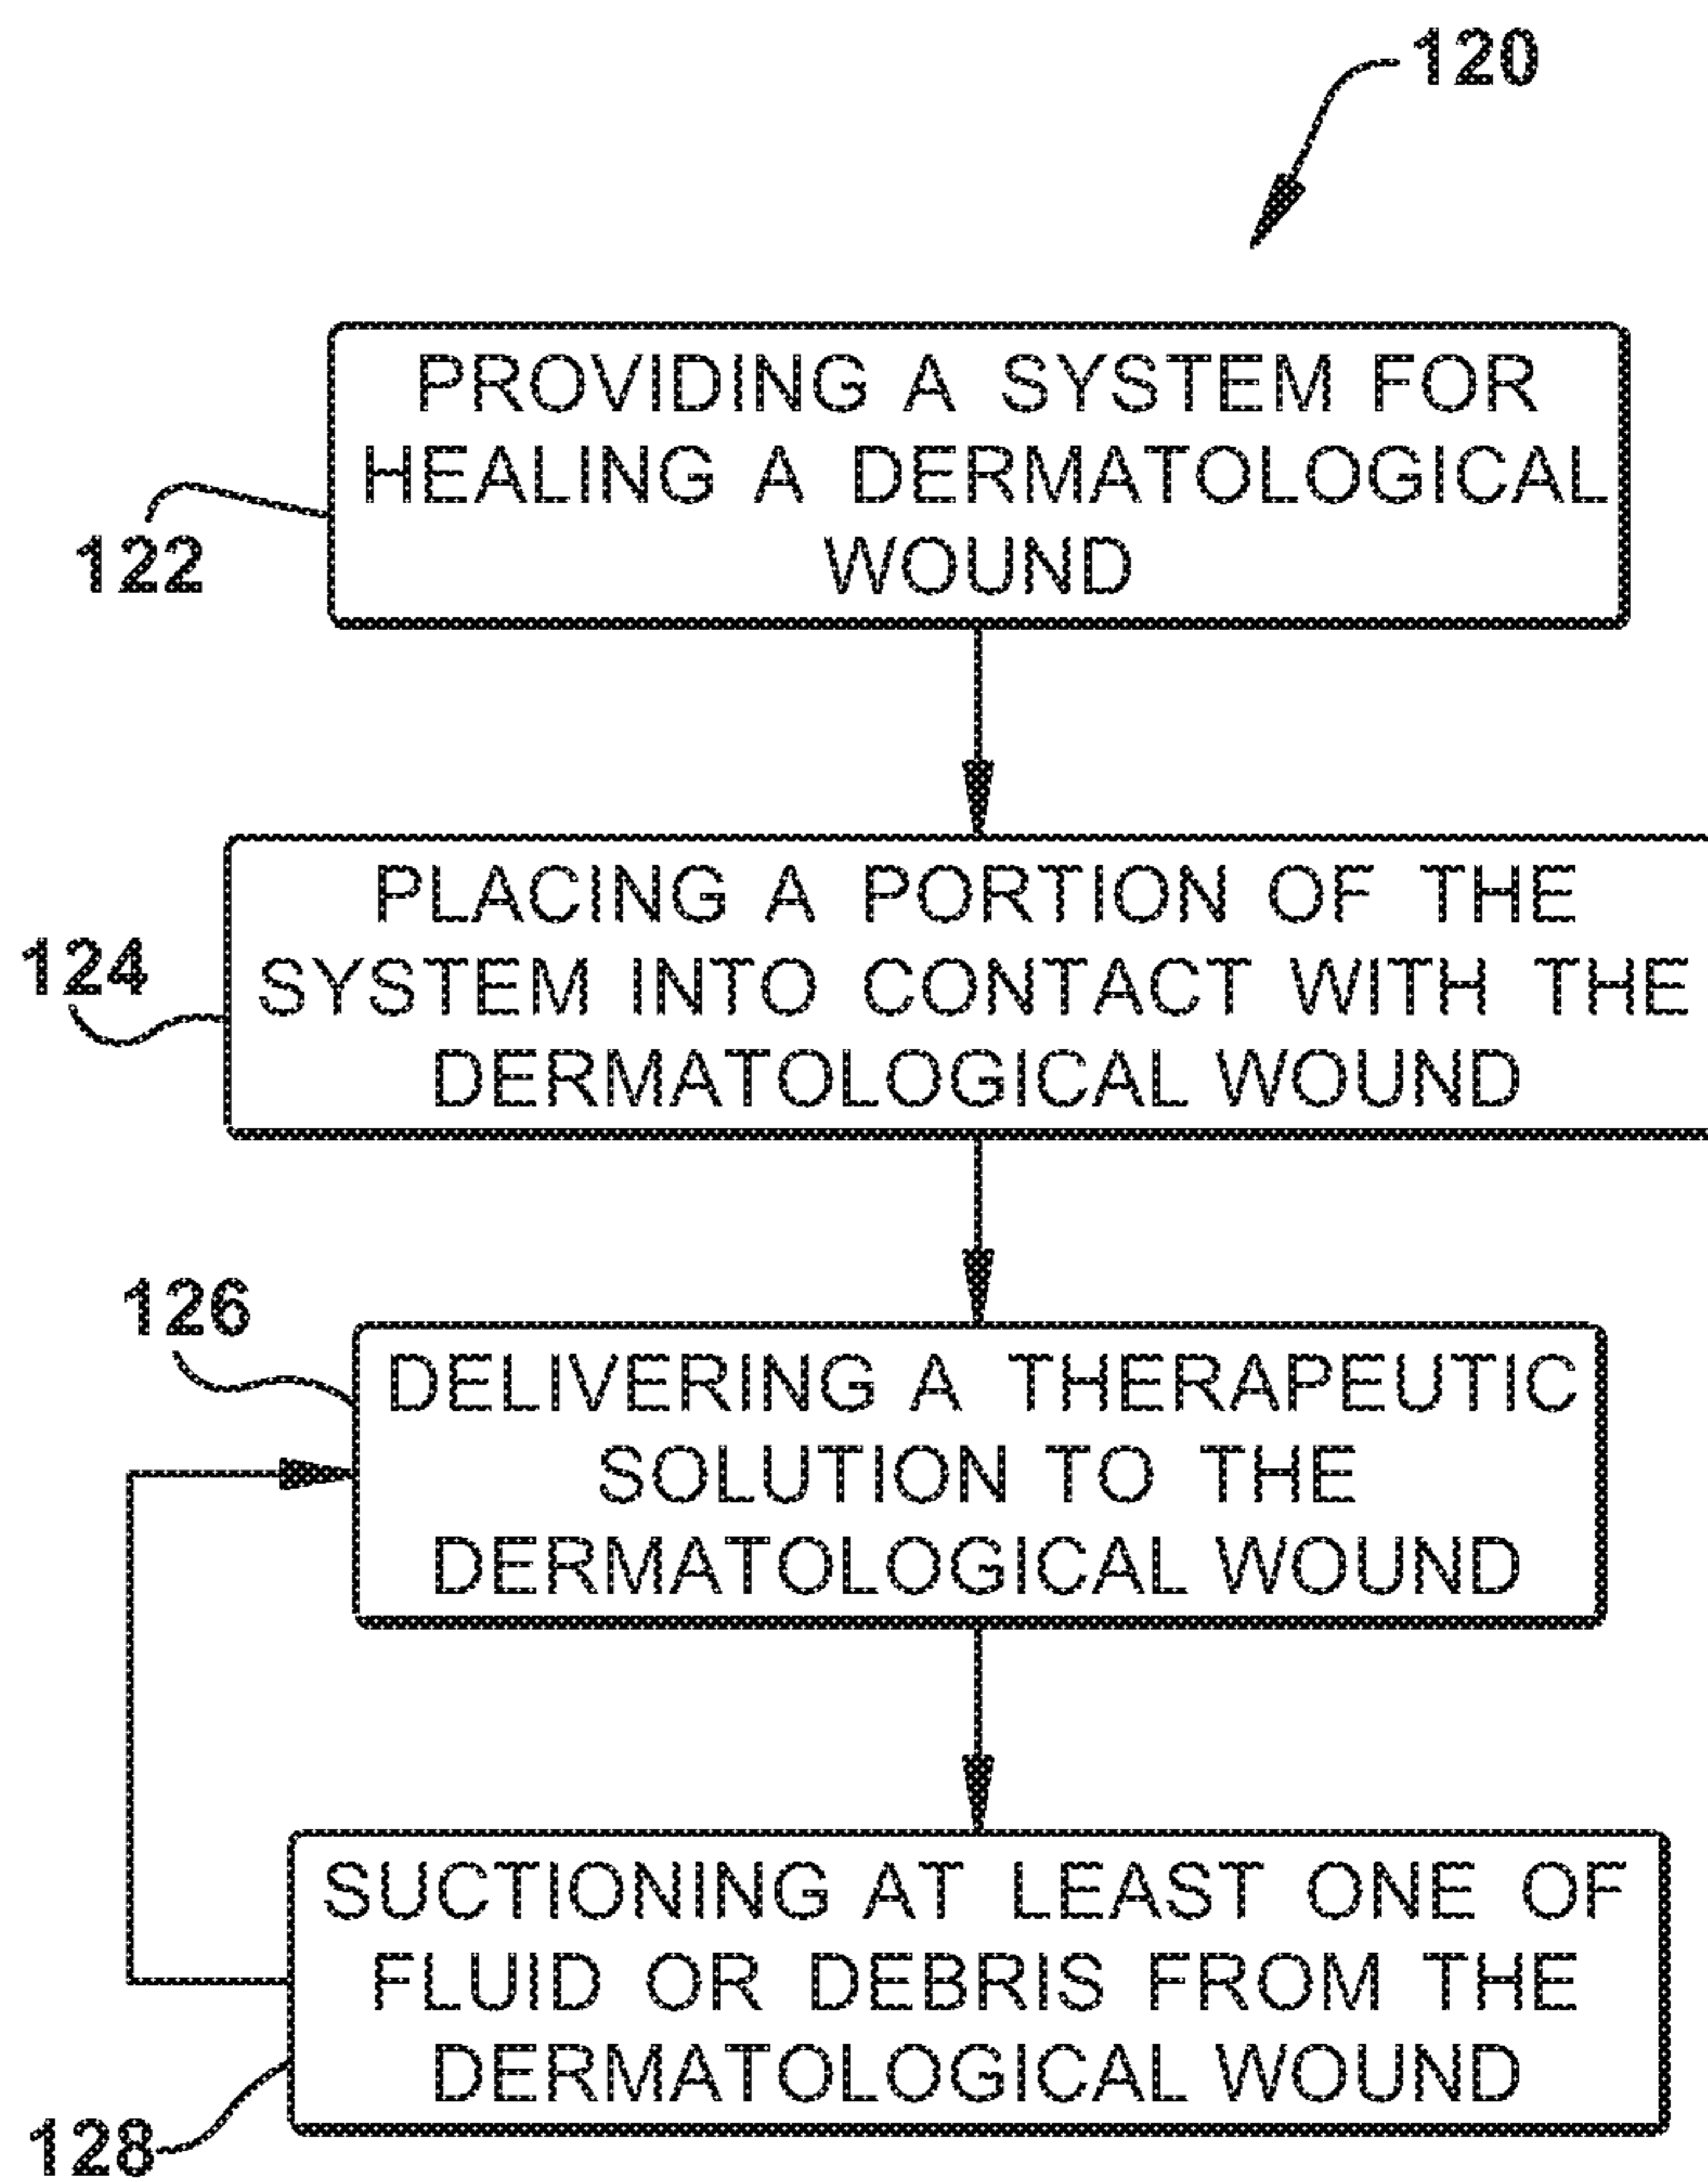 120
PROVIDING A SYSTEM FOR
HEALING A DERMATOLOGICAL
WOUND
122
PLACING A PORTION OF THE
SYSTEM INTO CONTACT WITH THE
DERMATOLOGICAL WOUND
124
126
DELIVERING A THERAPEUTIC
SOLUTION TO THE
DERMATOLOGICAL WOUND
SUCTIONING AT LEAST ONE OF
FLUID OR DEBRIS FROM THE
DERMATOLOGICAL WOUND
128